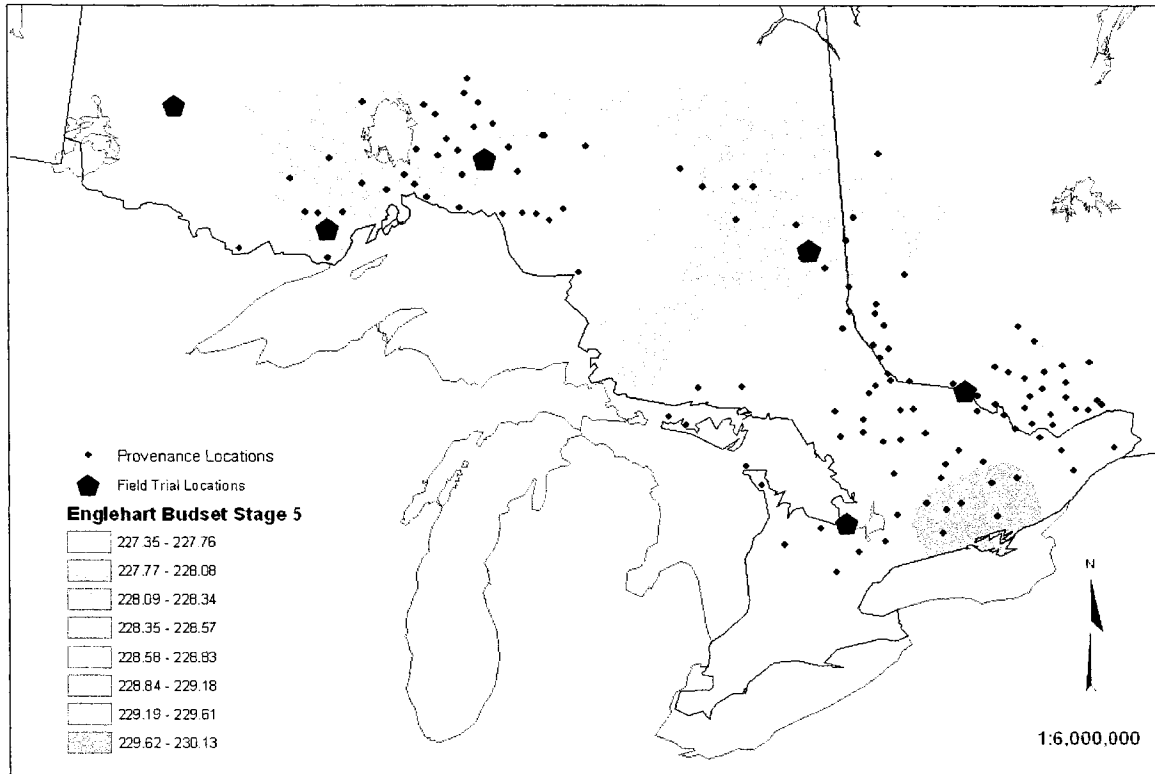 Provenance Locations
Field Trial Locations
Englehart Budset Stage 5
227.35 - 227.76
227.77 - 228.08
228.09 - 228.34
228.35 - 228.57
228.58 - 228.83
228.84 - 229.18
229.19 - 229.61
229.62 - 230.13
N
1:6,000,000